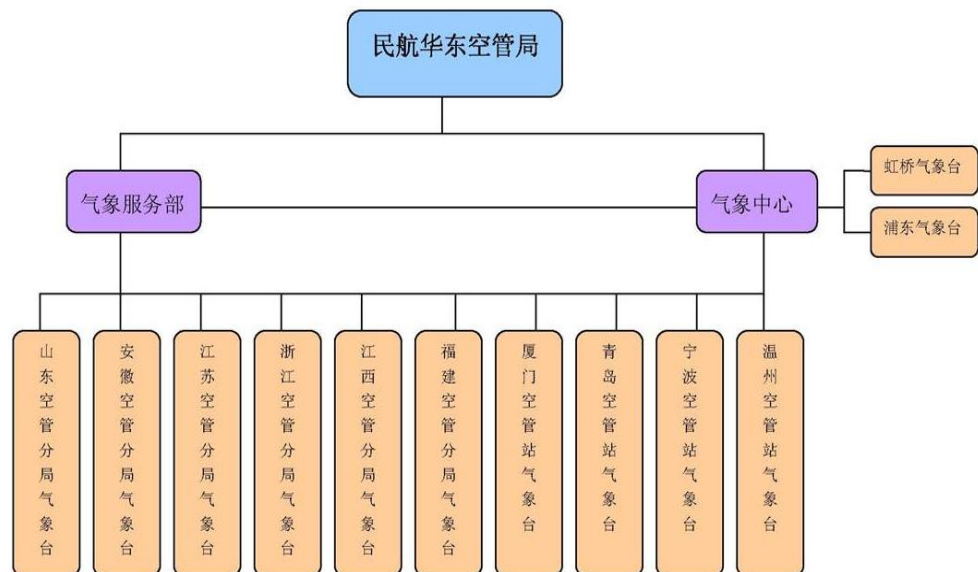 民航华东空管局
气象服务部
气象中心
虹桥气象台
浦东气象台
山东空管分局气象台
安徽空管分局气象台
江苏空管分局气象台
浙江空管分局气象台
江西空管分局气象台
福建空管分局气象台
厦门空管站气象台
青岛空管站气象台
宁波空管站气象台
温州空管站气象台